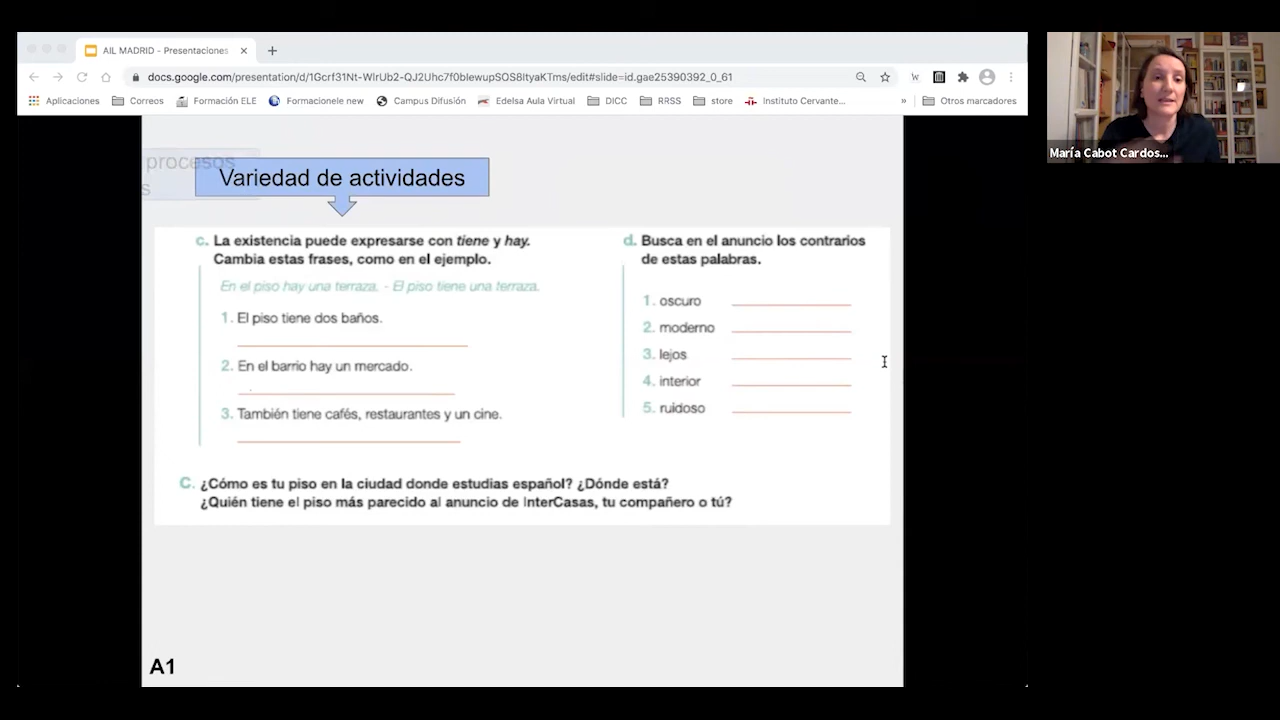 AIL MADRID - Presentaciones
docs.google.com/presentation/d/1Gcrf31Nt-WIrUb2-QJ2Uhc7f0blewupSOS8ltyaKTms/edit#slide=id.gae25390392_0_61
W
Aplicaciones
Correos
Formación ELE
Formacionele new
Campus Difusión
Edelsa Aula Virtual
DICC
RRSS
store
Instituto Cervante...
»
Otros marcadores
María Cabot Cardos...
procesos
s
Variedad de actividades
c. La existencia puede expresarse con tiene y hay.
Cambia estas frases, como en el ejemplo.
En el piso hay una terraza. - El piso tiene una terraza.
1. El piso tiene dos baños.
2. En el barrio hay un mercado.
3. También tiene cafés, restaurantes y un cine.
d. Busca en el anuncio los contrarios
de estas palabras.
1. oscuro
2. moderno
3. lejos
4. interior
5. ruidoso
C. ¿Cómo es tu piso en la ciudad donde estudias español? ¿Dónde está?
¿Quién tiene el piso más parecido al anuncio de InterCasas, tu compañero o tú?
A1